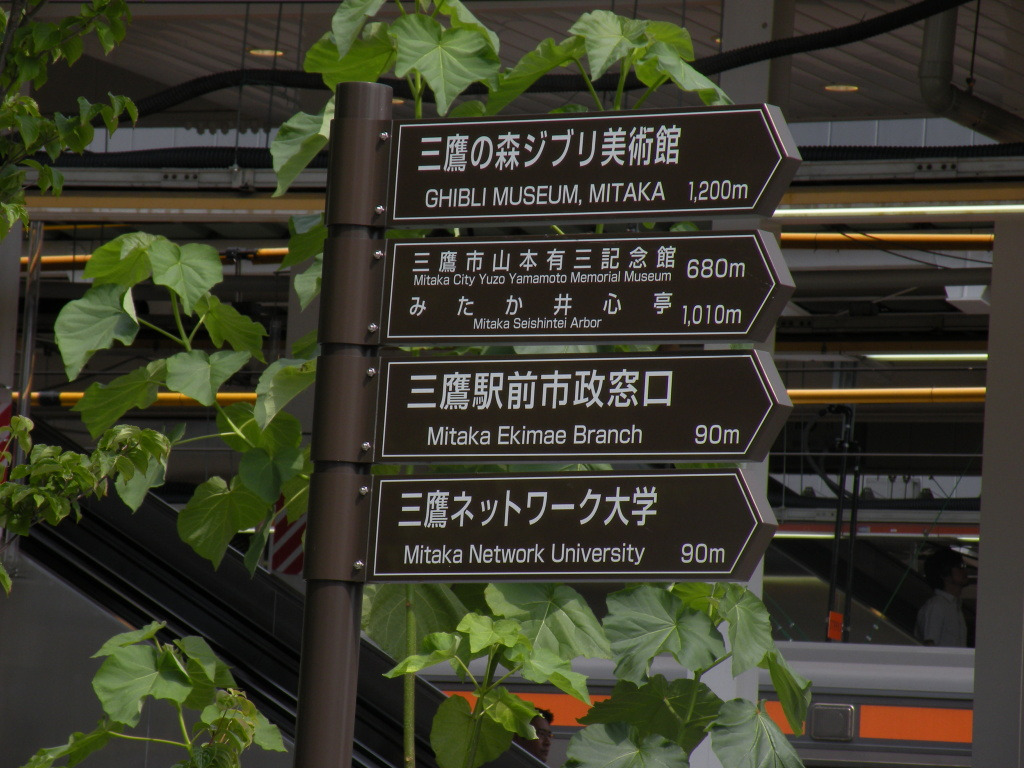 三鷹の森ジブリ美術館
GHIBLI MUSEUM, MITAKA 1,200m
三鷹市山本有三記念館 680m
Mitaka City Yuzo Yamamoto Memorial Museum
みたか井心亭 1,010m
Mitaka Seishintei Arbor
三鷹駅前市政窓口
Mitaka Ekimae Branch 90m
三鷹ネットワーク大学
Mitaka Network University 90m